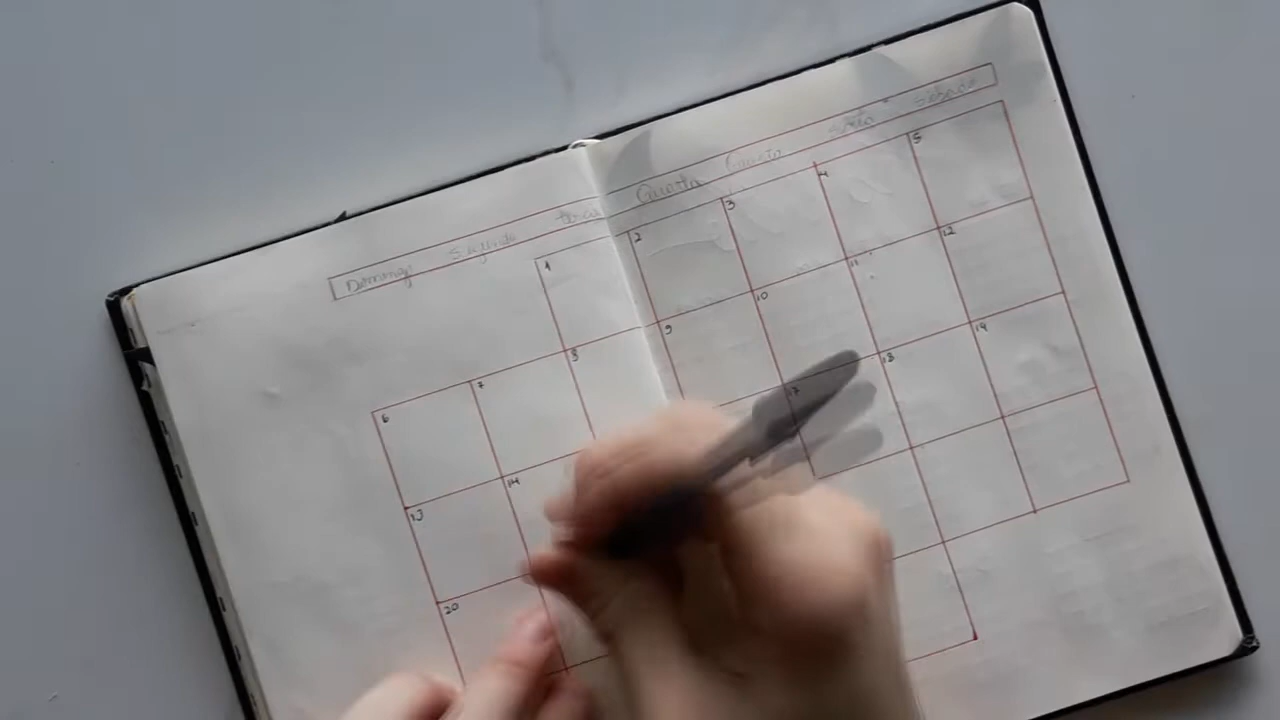 Domingo Segunda terça Quarta Quinta sexta sábado
1 2 3 4 5
6 7 8 9 10 11 12
13 14 17 18 19
20